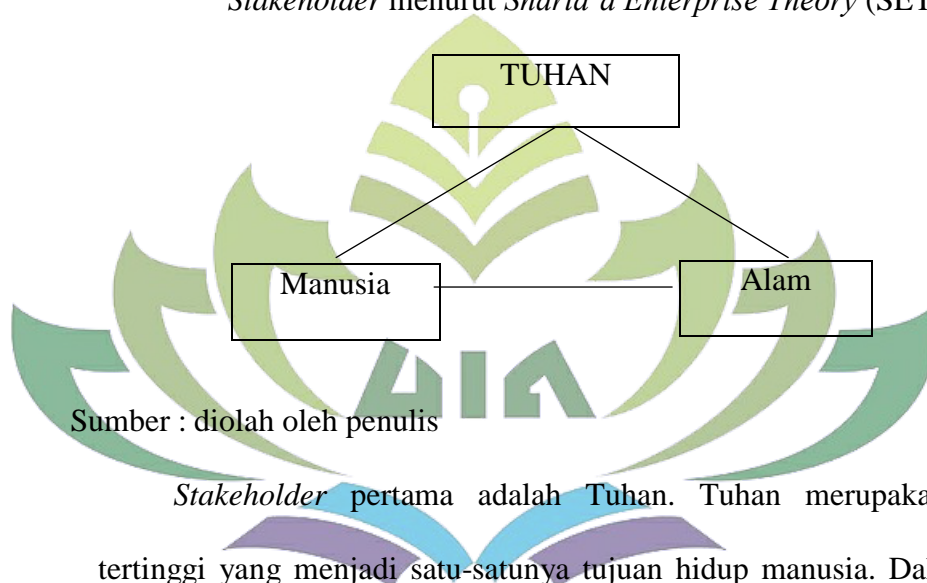 Stakeholder menurut Sharia'a Enterprise Theory (SET
TUHAN
Manusia
Alam
UIN
Sumber : diolah oleh penulis
Stakeholder pertama adalah Tuhan. Tuhan merupaka
tertinggi yang menjadi satu-satunya tujuan hidup manusia. Dal